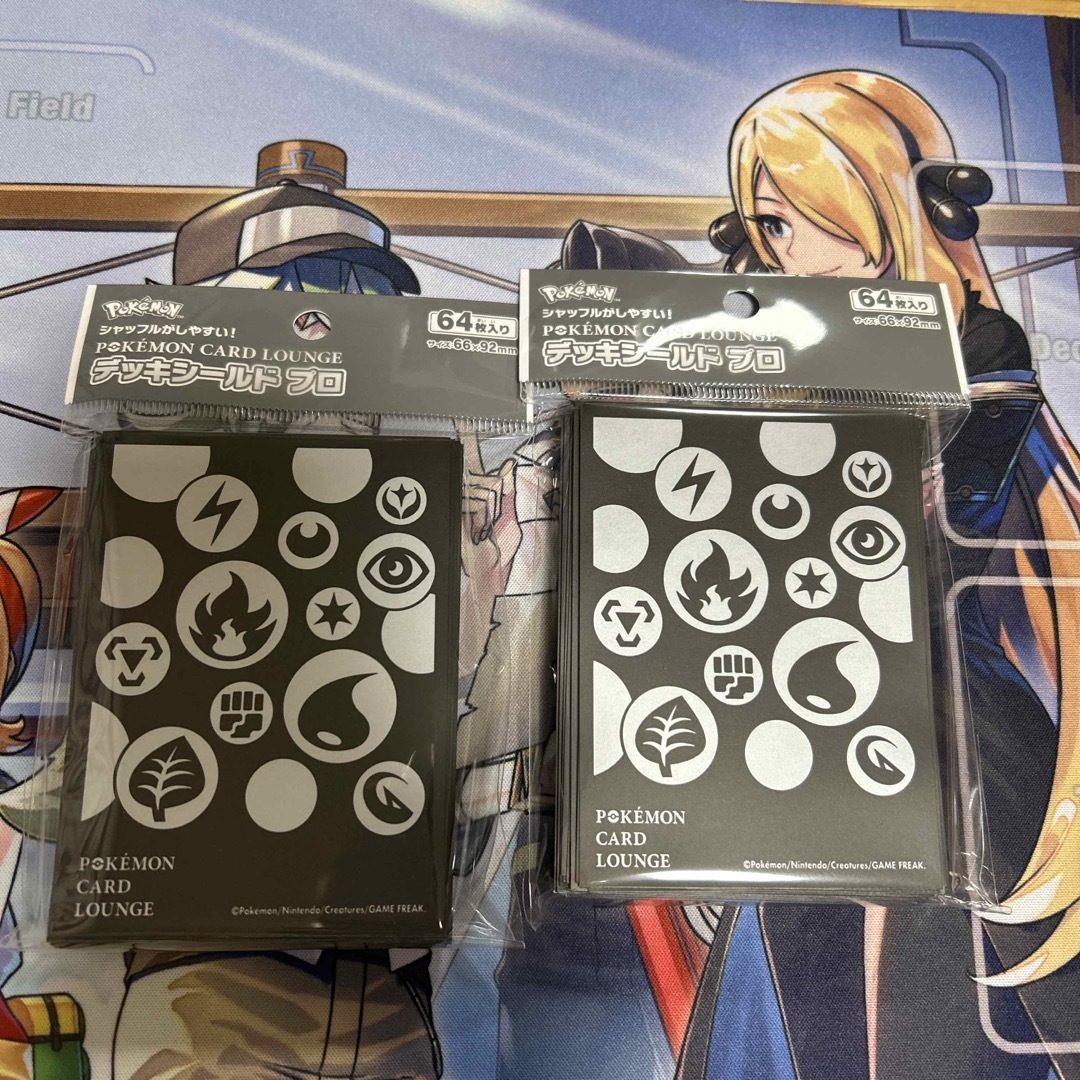 Field
POKÉMON
64枚入り
シャッフルがしやすい!
サイズ:66×92mm
POKÉMON CARD LOUNGE
デッキシールド プロ
POKÉMON
CARD
LOUNGE
©Pokémon/Nintendo/Creatures/GAME FREAK.
POKÉMON
64枚入り
シャッフルがしやすい!
サイズ:66×92mm
POKÉMON CARD LOUNGE
デッキシールド プロ
POKÉMON
CARD
LOUNGE
©Pokémon/Nintendo/Creatures/GAME FREAK.
Dec